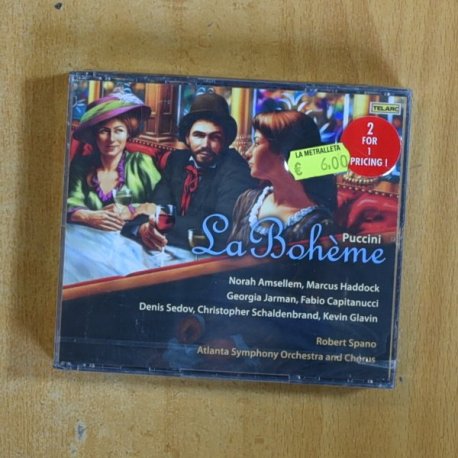 TELARC
2
FOR
1
PRICING !
LA METRALLETA
€ 6.00
Puccini
La Bohème
Norah Amsellem, Marcus Haddock
Georgia Jarman, Fabio Capitanucci
Denis Sedov, Christopher Schaldenbrand, Kevin Glavin
Robert Spano
Atlanta Symphony Orchestra and Chorus